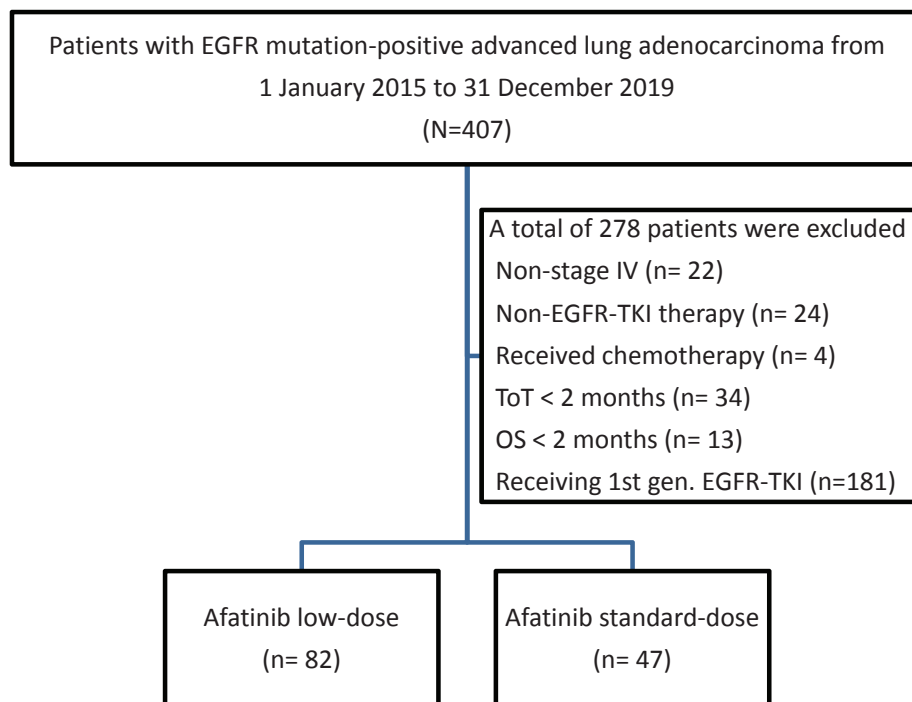 Patients with EGFR mutation-positive advanced lung adenocarcinoma from
1 January 2015 to 31 December 2019
(N=407)
A total of 278 patients were excluded
Non-stage IV (n= 22)
Non-EGFR-TKI therapy (n= 24)
Received chemotherapy (n= 4)
ToT < 2 months (n= 34)
OS < 2 months (n= 13)
Receiving 1st gen. EGFR-TKI (n=181)
Afatinib low-dose
(n= 82)
Afatinib standard-dose
(n= 47)